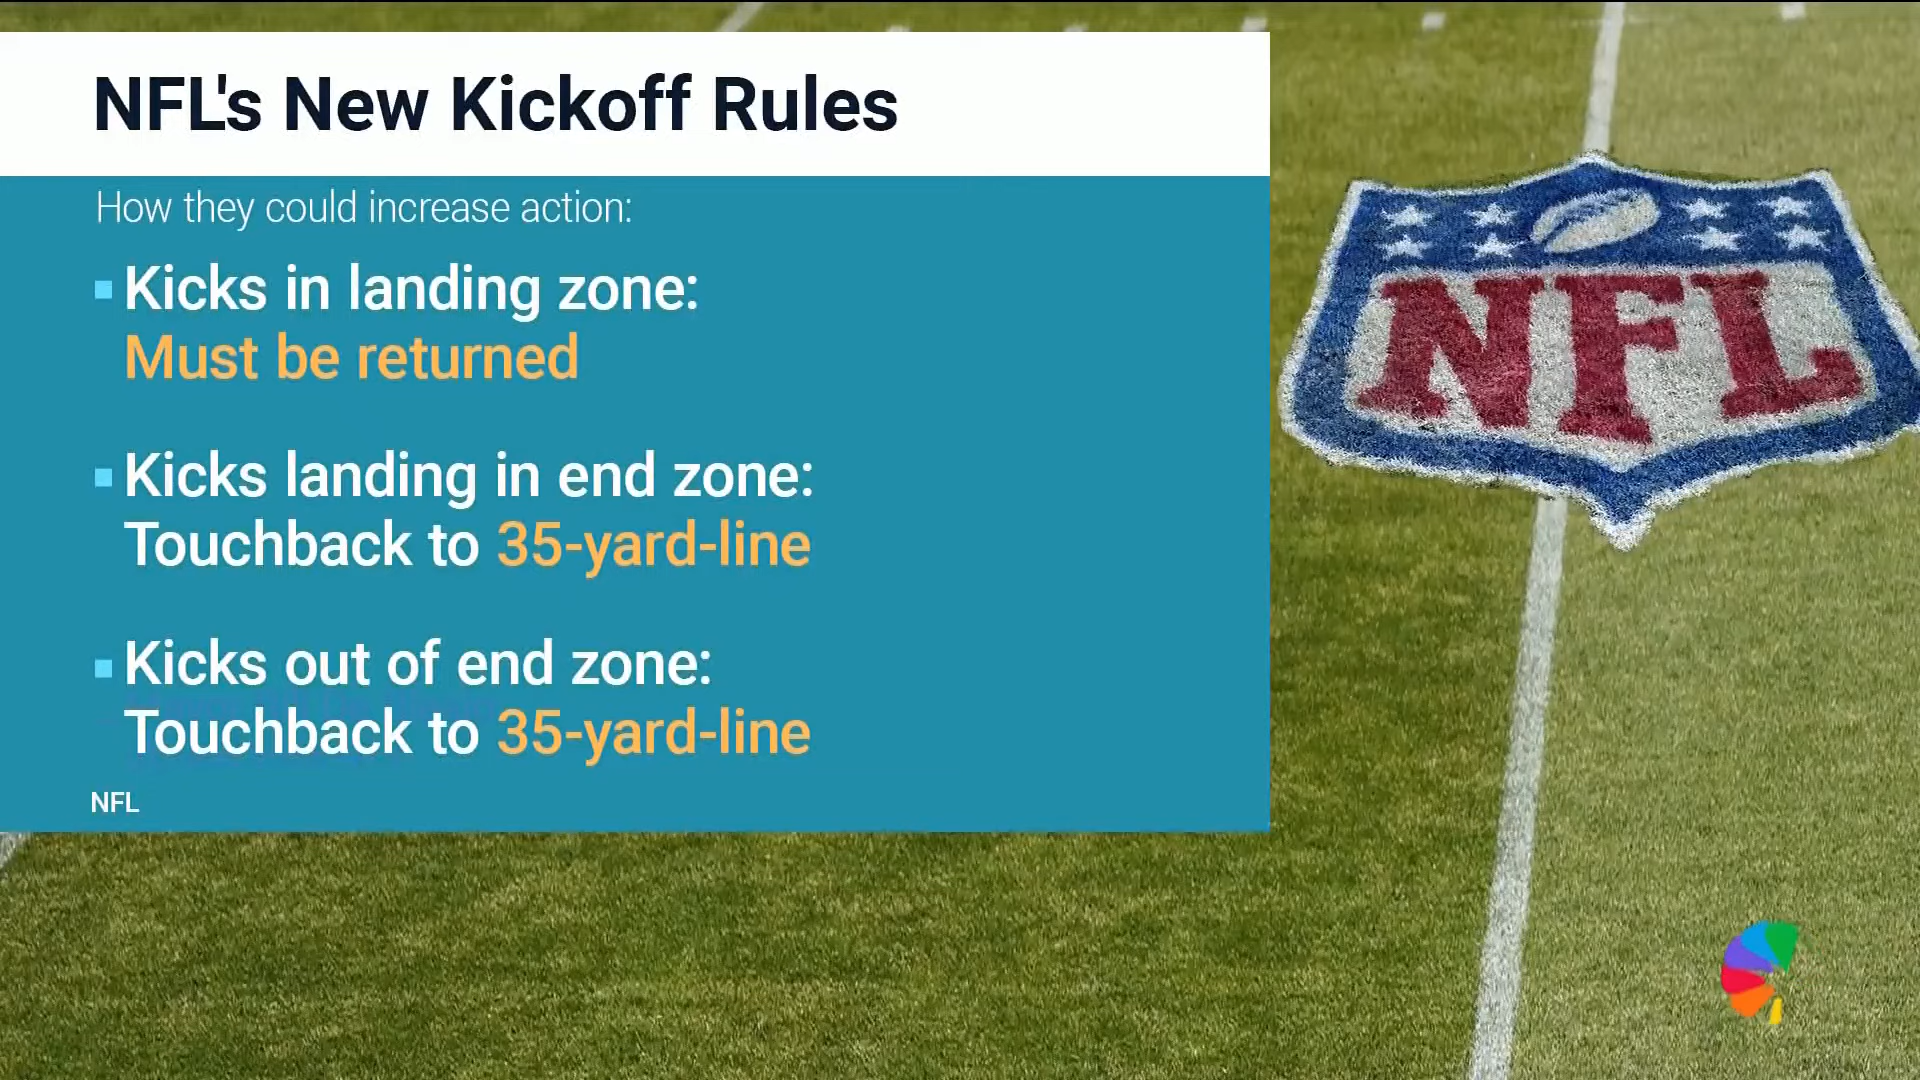 NFL's New Kickoff Rules
How they could increase action:
Kicks in landing zone:
Must be returned
Kicks landing in end zone:
Touchback to 35-yard-line
Kicks out of end zone:
Touchback to 35-yard-line
NFL
NFL